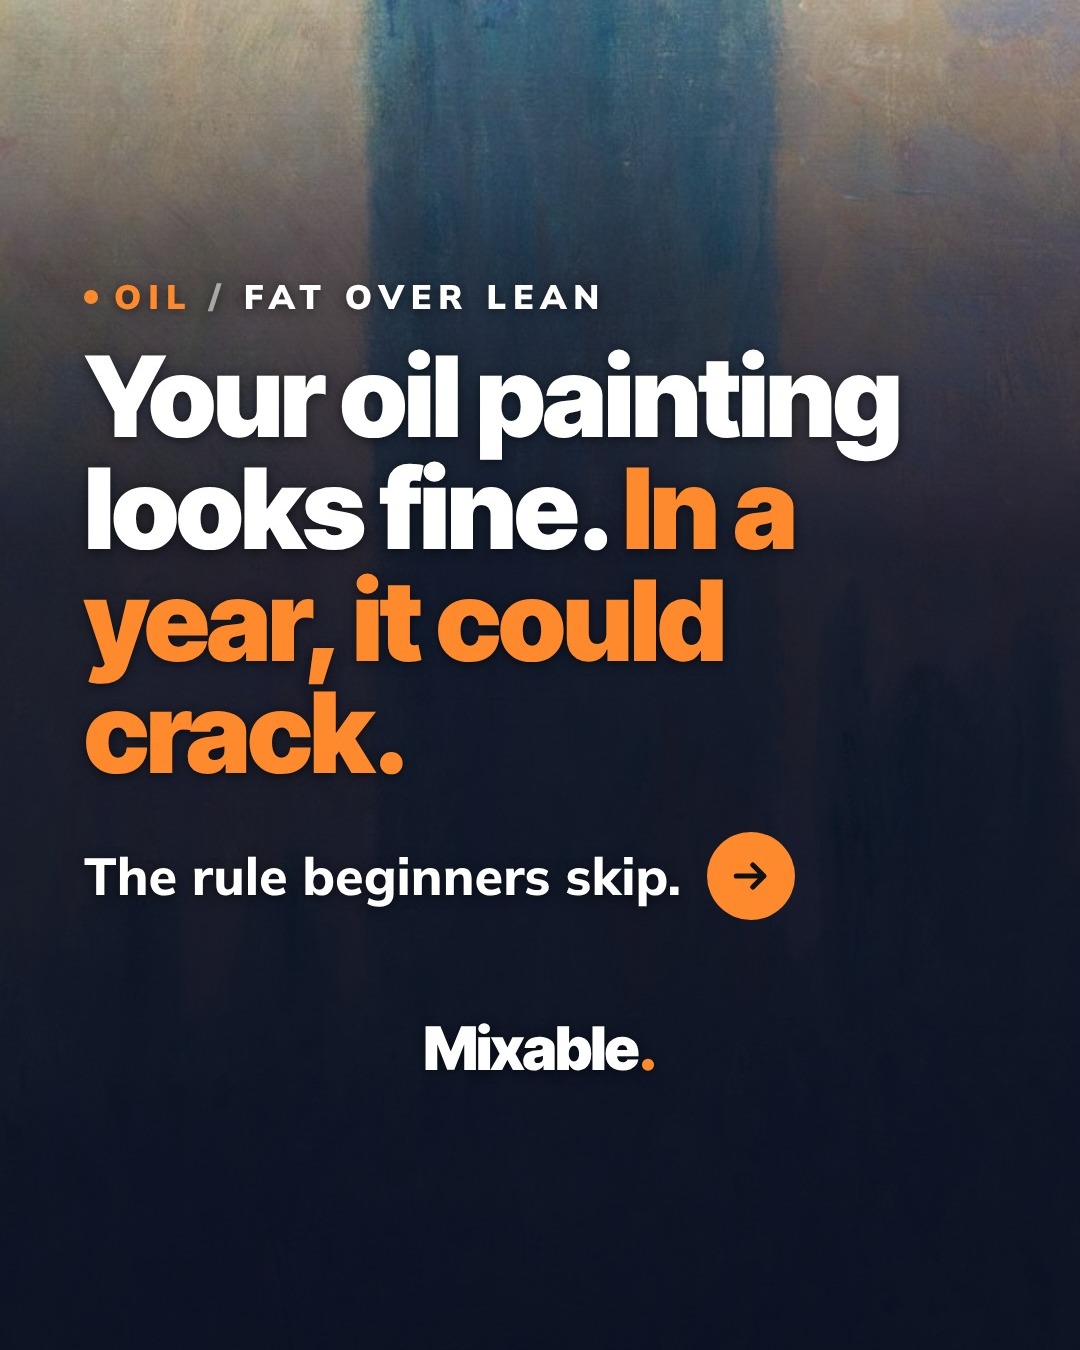 • OIL / FAT OVER LEAN
Your oil painting
looks fine. In a
year, it could
crack.
The rule beginners skip. →
Mixable.